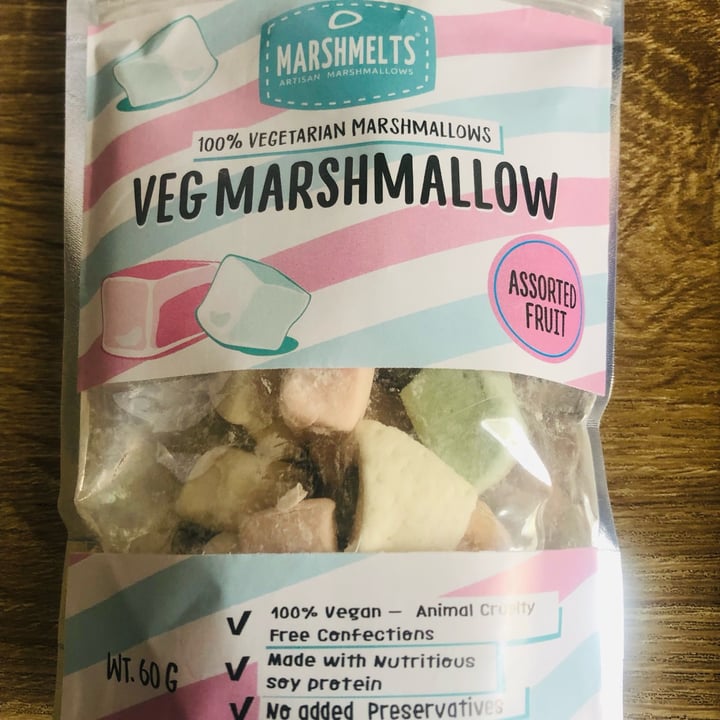 MARSHMELTS
ARTISAN MARSHMALLOWS
100% VEGETARIAN MARSHMALLOWS
VEG MARSHMALLOW
ASSORTED
FRUIT
✓ 100% Vegan — Animal Cruelty
Free Confections
WT. 60 G
✓ Made with Nutritious
soy protein
✓ No added Preservatives